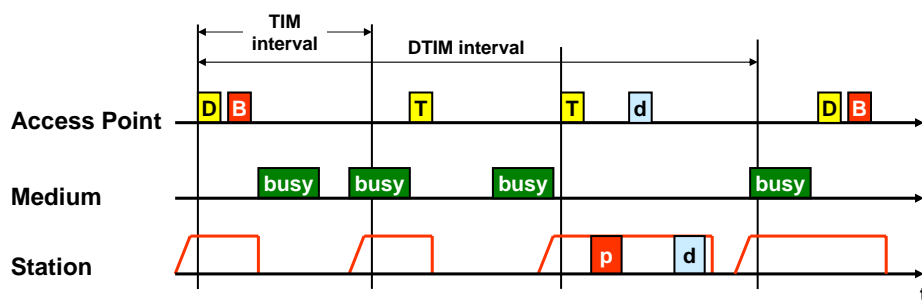 TIM
interval
DTIM interval
Access Point
D B T T d D B
Medium
busy busy busy busy
Station
p d
t